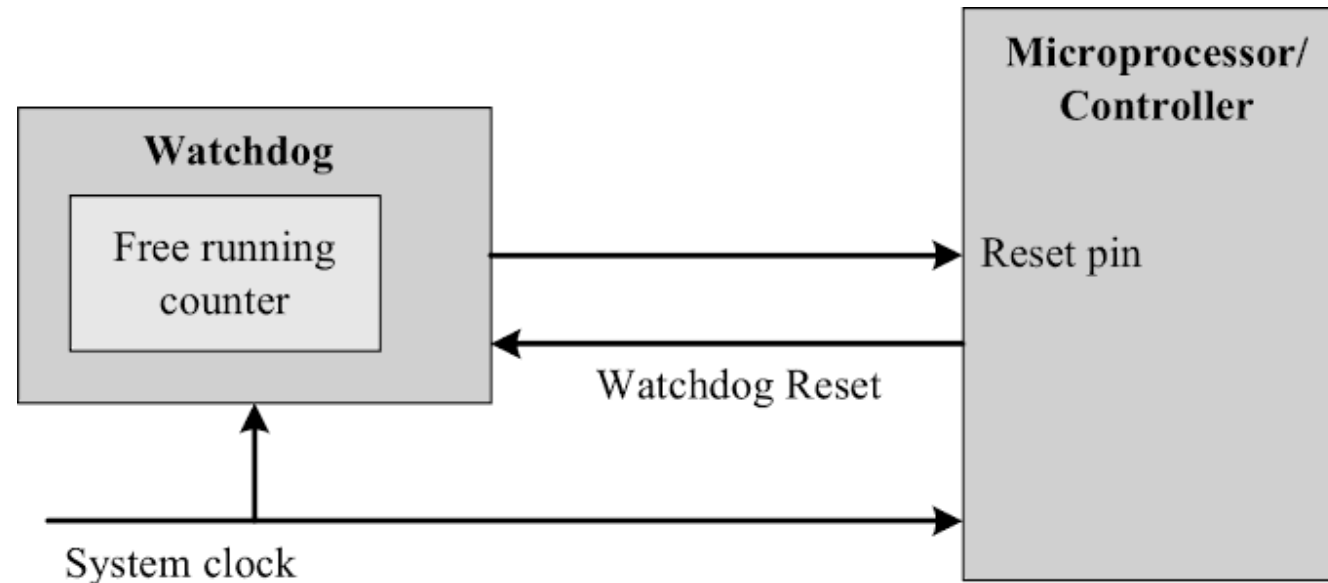 Microprocessor/
Controller
Watchdog
Free running
counter
Reset pin
Watchdog Reset
System clock